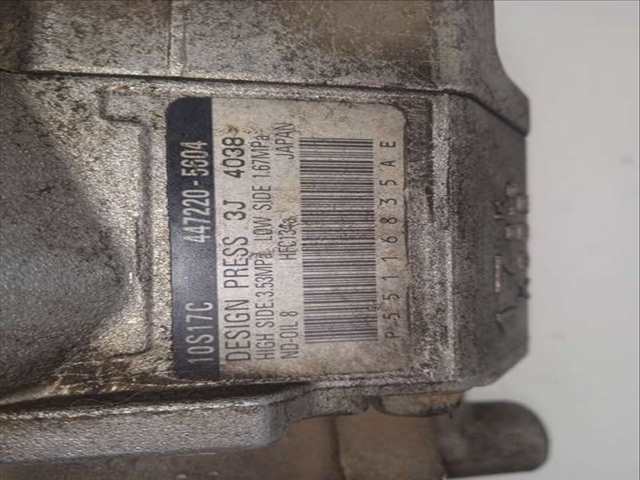 10S17C 447220-5604
DESIGN PRESS 3J 4038
HIGH SIDE:3.53MPa LOW SIDE 1.67MPa
ND-OIL 8 HFC134a JAPAN
P-55116835AE